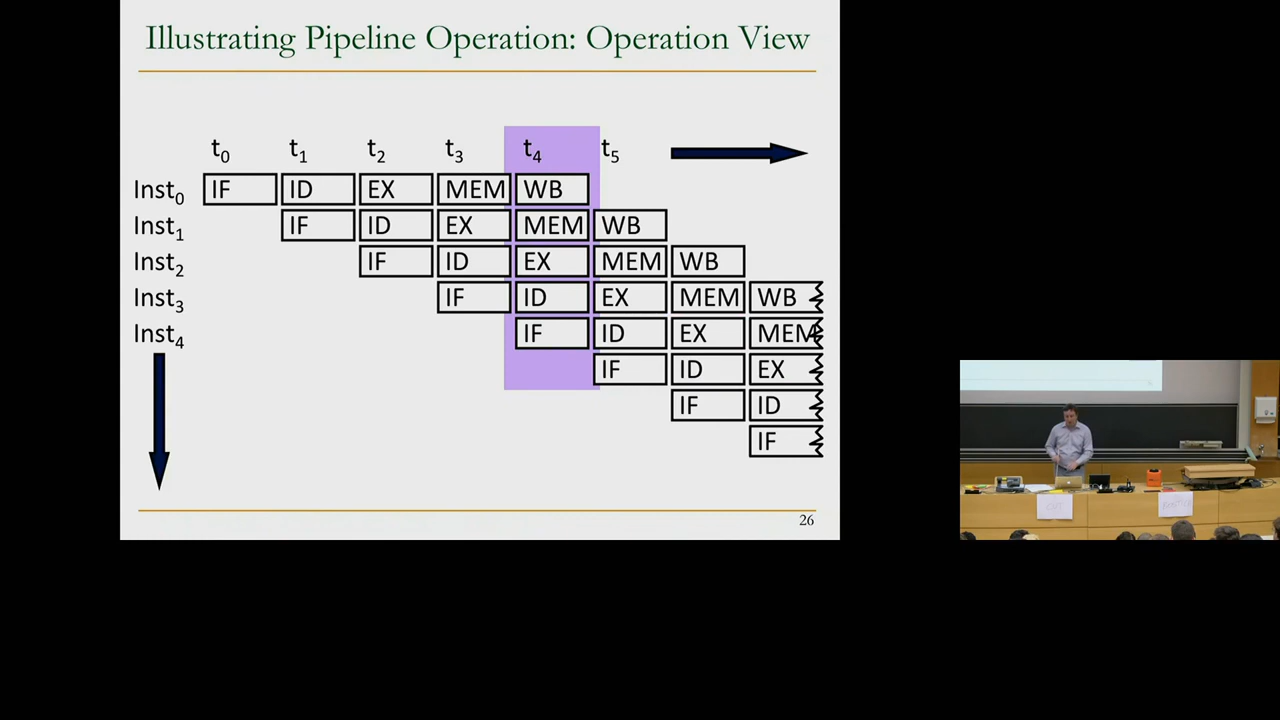 Illustrating Pipeline Operation: Operation View
t0 t1 t2 t3 t4 t5
Inst0 IF ID EX MEM WB
Inst1 IF ID EX MEM WB
Inst2 IF ID EX MEM WB
Inst3 IF ID EX MEM WB
Inst4 IF ID EX MEM
IF ID EX
IF ID
IF
26